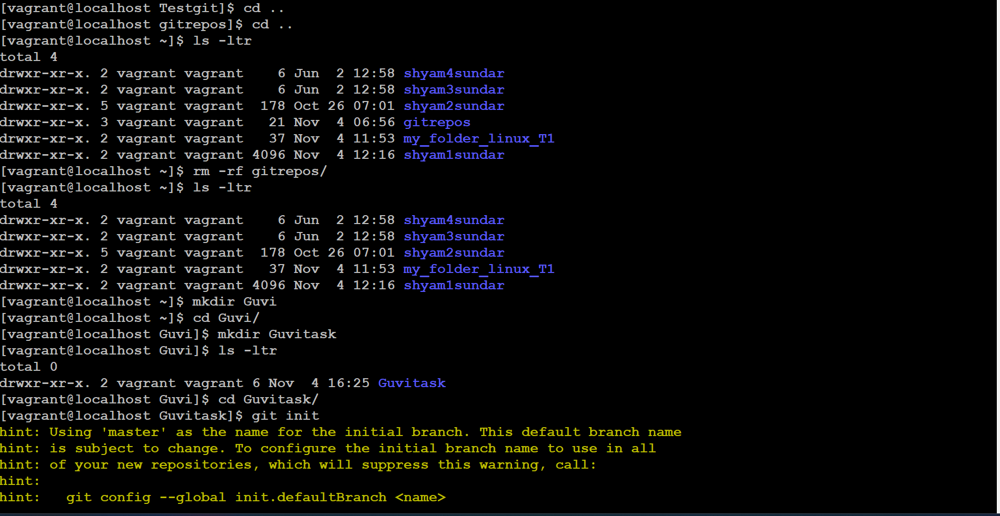 [vagrant@localhost Testgit]$ cd ..
[vagrant@localhost gitrepos]$ cd ..
[vagrant@localhost ~]$ ls -ltr
total 4
drwxr-xr-x. 2 vagrant vagrant    6 Jun  2 12:58 shyam4sundar
drwxr-xr-x. 2 vagrant vagrant    6 Jun  2 12:58 shyam3sundar
drwxr-xr-x. 5 vagrant vagrant  178 Oct 26 07:01 shyam2sundar
drwxr-xr-x. 3 vagrant vagrant   21 Nov  4 06:56 gitrepos
drwxr-xr-x. 2 vagrant vagrant   37 Nov  4 11:53 my_folder_linux_T1
drwxr-xr-x. 2 vagrant vagrant 4096 Nov  4 12:16 shyam1sundar
[vagrant@localhost ~]$ rm -rf gitrepos/
[vagrant@localhost ~]$ ls -ltr
total 4
drwxr-xr-x. 2 vagrant vagrant    6 Jun  2 12:58 shyam4sundar
drwxr-xr-x. 2 vagrant vagrant    6 Jun  2 12:58 shyam3sundar
drwxr-xr-x. 5 vagrant vagrant  178 Oct 26 07:01 shyam2sundar
drwxr-xr-x. 2 vagrant vagrant   37 Nov  4 11:53 my_folder_linux_T1
drwxr-xr-x. 2 vagrant vagrant 4096 Nov  4 12:16 shyam1sundar
[vagrant@localhost ~]$ mkdir Guvi
[vagrant@localhost ~]$ cd Guvi/
[vagrant@localhost Guvi]$ mkdir Guvitask
[vagrant@localhost Guvi]$ ls -ltr
total 0
drwxr-xr-x. 2 vagrant vagrant 6 Nov  4 16:25 Guvitask
[vagrant@localhost Guvi]$ cd Guvitask/
[vagrant@localhost Guvitask]$ git init
hint: Using 'master' as the name for the initial branch. This default branch name
hint: is subject to change. To configure the initial branch name to use in all
hint: of your new repositories, which will suppress this warning, call:
hint:
hint:   git config --global init.defaultBranch <name>